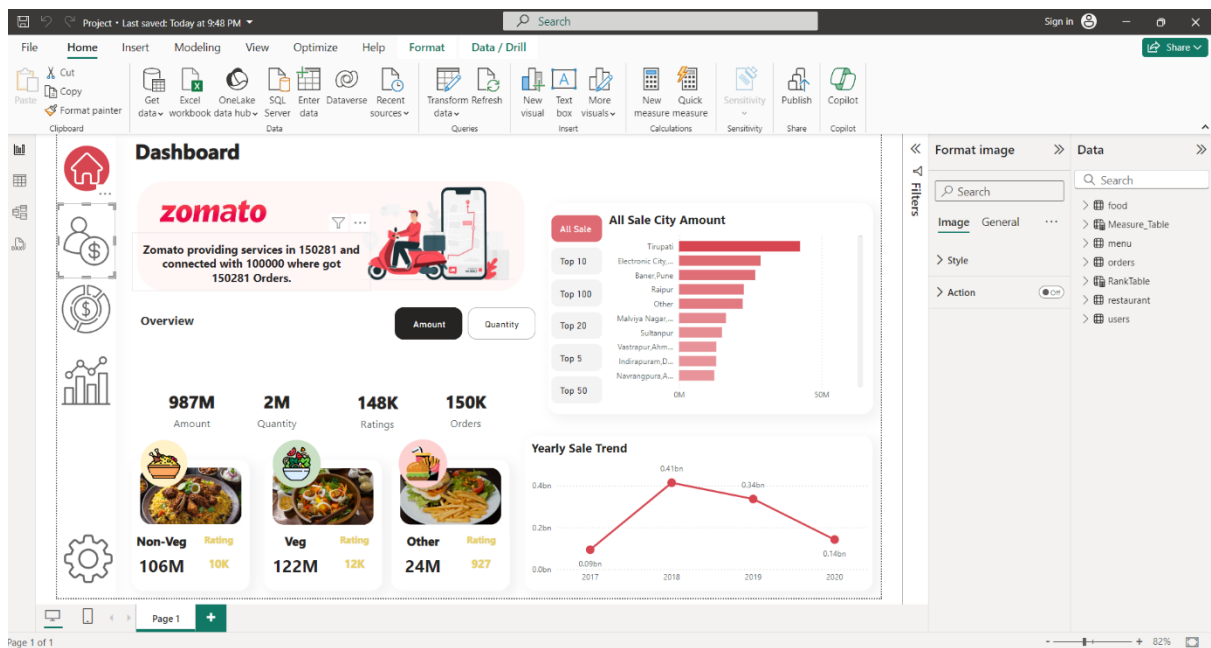 Project • Last saved: Today at 9:48 PM
Search
Sign in
File Home Insert Modeling View Optimize Help Format Data / Drill
Share
Paste
Cut
Copy
Format painter
Clipboard
Get data
Excel workbook
OneLake data hub
SQL Server
Enter data
Dataverse
Recent sources
Data
Transform data
Refresh
Queries
New visual
Text box
More visuals
Insert
New measure
Quick measure
Calculations
Sensitivity
Sensitivity
Publish
Share
Copilot
Copilot
Dashboard
zomato
Zomato providing services in 150281 and
connected with 100000 where got
150281 Orders.
Overview
Amount
Quantity
987M 2M 148K 150K
Amount Quantity Ratings Orders
Non-Veg Rating
106M 10K
Veg Rating
122M 12K
Other Rating
24M 927
All Sale
Top 10
Top 100
Top 20
Top 5
Top 50
All Sale City Amount
Tirupati
Electronic City,...
Baner,Pune
Raipur
Other
Malviya Nagar,...
Sultanpur
Vastrapur,Ahm...
Indirapuram,D...
Navrangpura,A...
0M 50M
Yearly Sale Trend
0.4bn
0.2bn
0.0bn
0.09bn
0.41bn
0.34bn
0.14bn
2017 2018 2019 2020
Filters
Format image
Search
Image General
Style
Action
Off
Data
Search
food
Measure_Table
menu
orders
RankTable
restaurant
users
Page 1
Page 1 of 1
82%